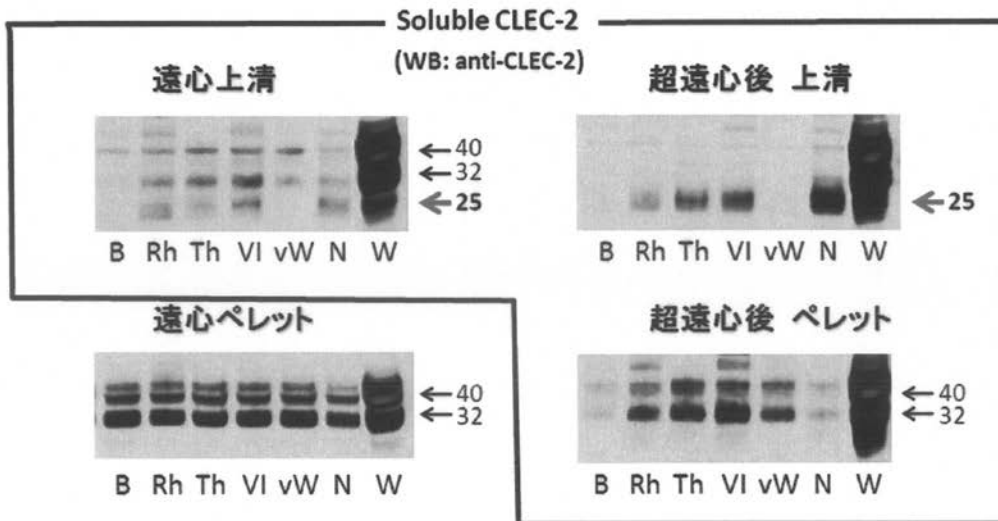 Soluble CLEC-2
(WB: anti-CLEC-2)
遠心上清
←40
←32
←25
B Rh Th VI vW N W
超遠心後 上清
←25
B Rh Th VI vW N W
遠心ペレット
←40
←32
B Rh Th VI vW N W
超遠心後 ペレット
←40
←32
B Rh Th VI vW N W